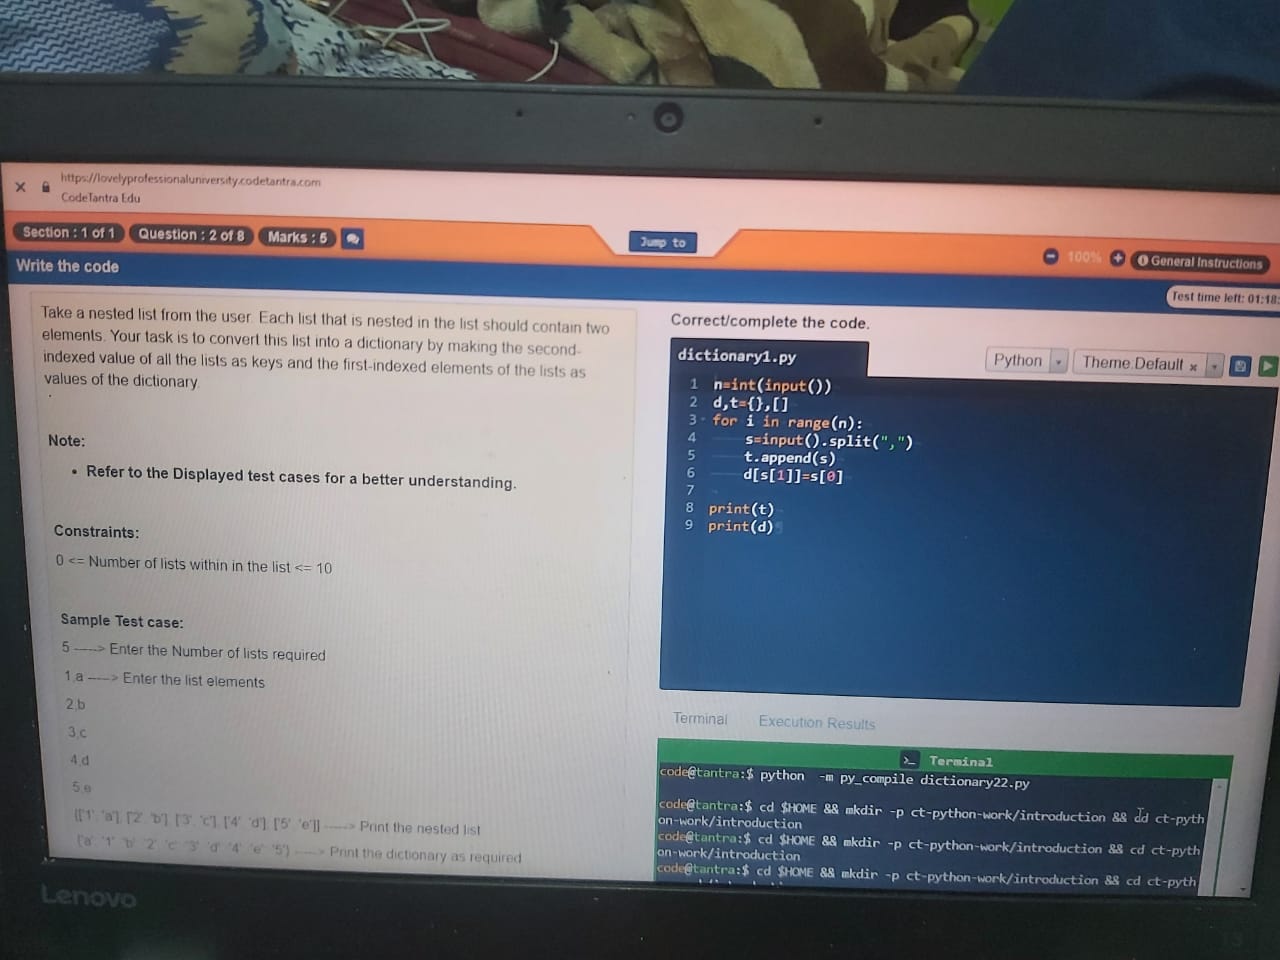 https://lovelyprofessionaluniversity.codetantra.com
CodeTantra Edu
Section : 1 of 1 Question : 2 of 8 Marks : 5
Jump to
100%
General Instructions
Write the code
Test time left: 01:18:
Take a nested list from the user. Each list that is nested in the list should contain two
elements. Your task is to convert this list into a dictionary by making the second-
indexed value of all the lists as keys and the first-indexed elements of the lists as
values of the dictionary.
Note:
• Refer to the Displayed test cases for a better understanding.
Constraints:
0 <= Number of lists within in the list <= 10
Sample Test case:
5 ----> Enter the Number of lists required
1,a ----> Enter the list elements
2,b
3,c
4,d
5,e
[['1', 'a'], ['2', 'b'], ['3', 'c'], ['4', 'd'], ['5', 'e']] ----> Print the nested list
{'a': '1', 'b': '2', 'c': '3', 'd': '4', 'e': '5'} ----> Print the dictionary as required
Correct/complete the code.
dictionary1.py
Python
Theme:Default
1 n=int(input())
2 d,t={},[]
3 for i in range(n):
4 s=input().split(",")
5 t.append(s)
6 d[s[1]]=s[0]
7
8 print(t)
9 print(d)
Terminal Execution Results
>_ Terminal
code@tantra:$ python -m py_compile dictionary22.py
code@tantra:$ cd $HOME && mkdir -p ct-python-work/introduction && cd ct-pyth
on-work/introduction
code@tantra:$ cd $HOME && mkdir -p ct-python-work/introduction && cd ct-pyth
on-work/introduction
code@tantra:$ cd $HOME && mkdir -p ct-python-work/introduction && cd ct-pyth
Lenovo